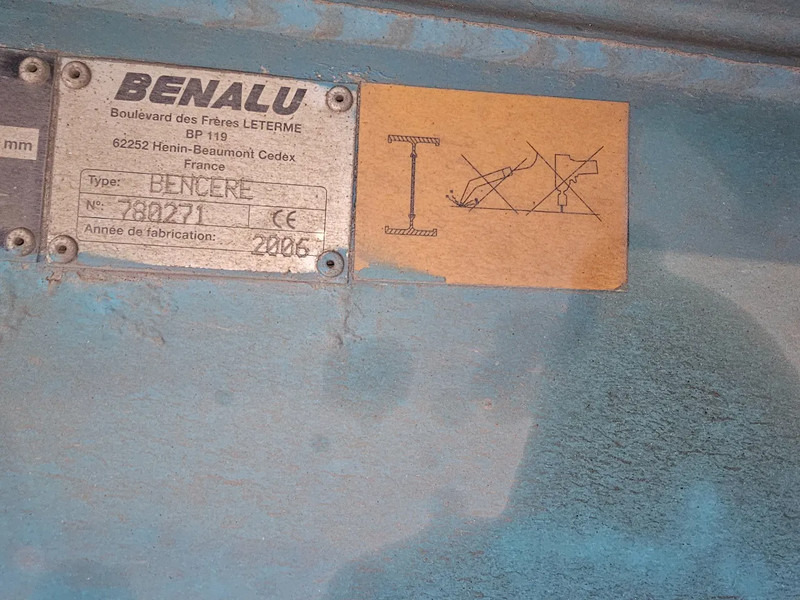 mm
BENALU
Boulevard des Frères LETERME
BP 119
62252 Henin-Beaumont Cedex
France
Type: BENCERE
N°: 780271 CE
Année de fabrication: 2006